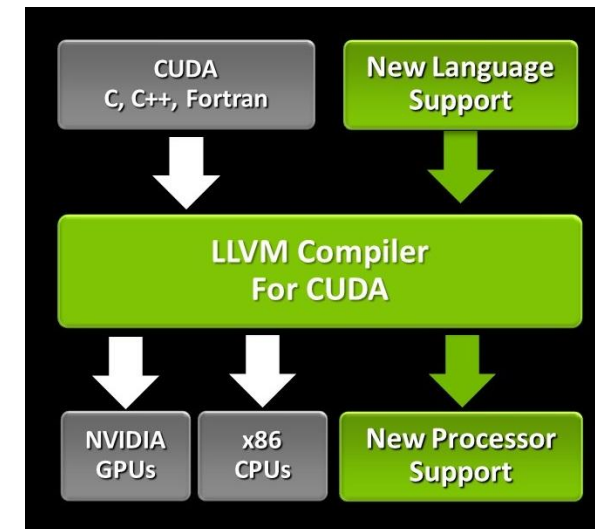 CUDA
C, C++, Fortran
New Language
Support
LLVM Compiler
For CUDA
NVIDIA
GPUs
x86
CPUs
New Processor
Support